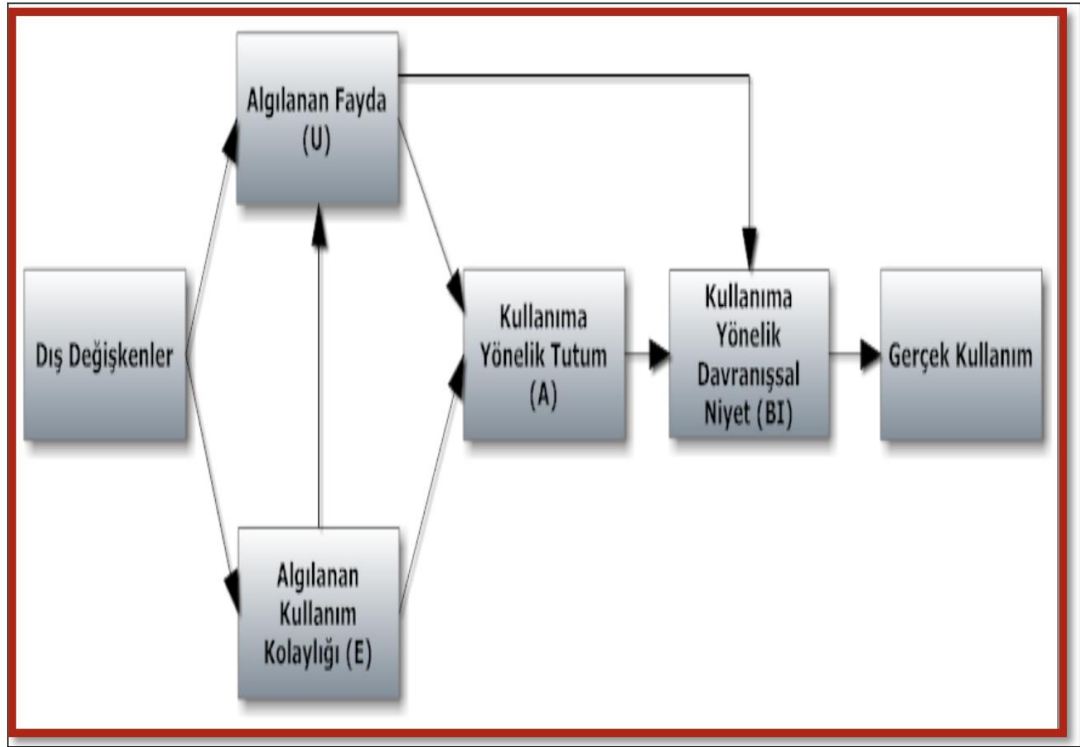 Algılanan Fayda
(U)
Dış Değişkenler
Kullanıma
Yönelik Tutum
(A)
Kullanıma
Yönelik
Davranışsal
Niyet (BI)
Gerçek Kullanım
Algılanan
Kullanım
Kolaylığı (E)